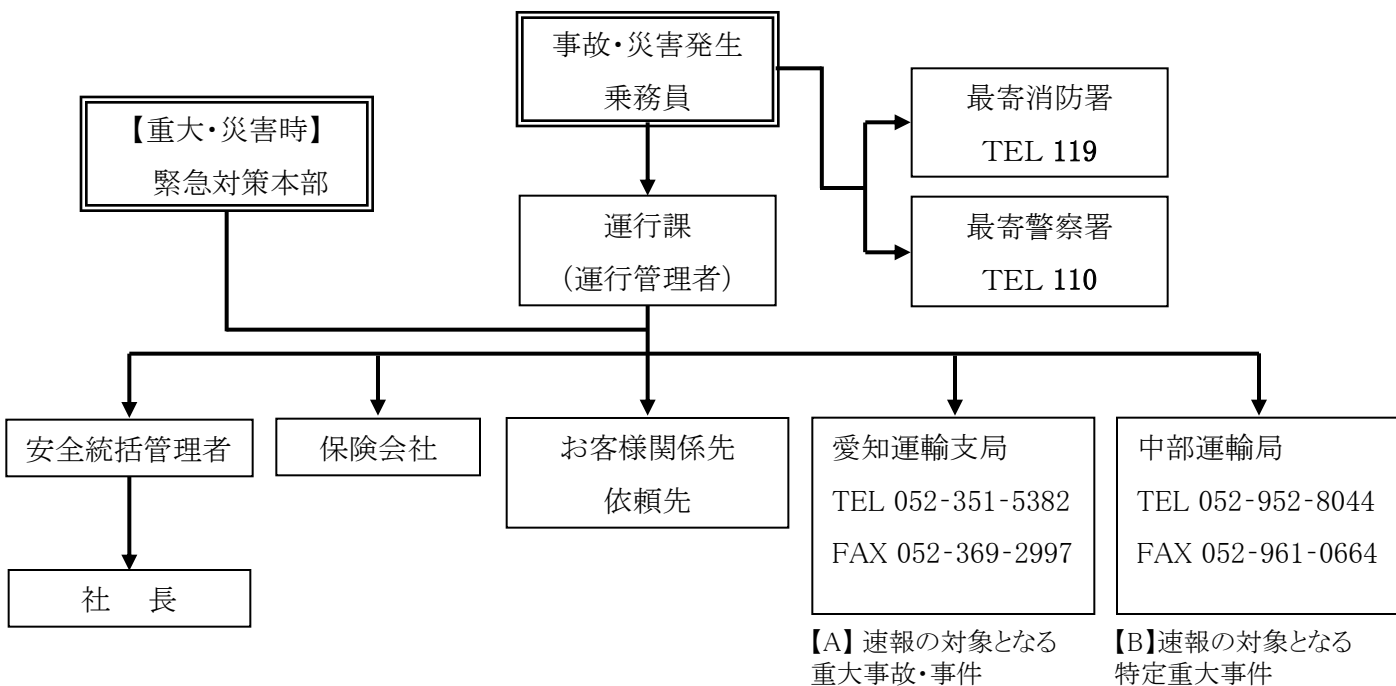 事故・災害発生
乗務員
最寄消防署
TEL 119
【重大・災害時】
緊急対策本部
運行課
(運行管理者)
最寄警察署
TEL 110
安全統括管理者
保険会社
お客様関係先
依頼先
愛知運輸支局
TEL 052-351-5382
FAX 052-369-2997
中部運輸局
TEL 052-952-8044
FAX 052-961-0664
社 長
【A】 速報の対象となる
重大事故・事件
【B】速報の対象となる
特定重大事件